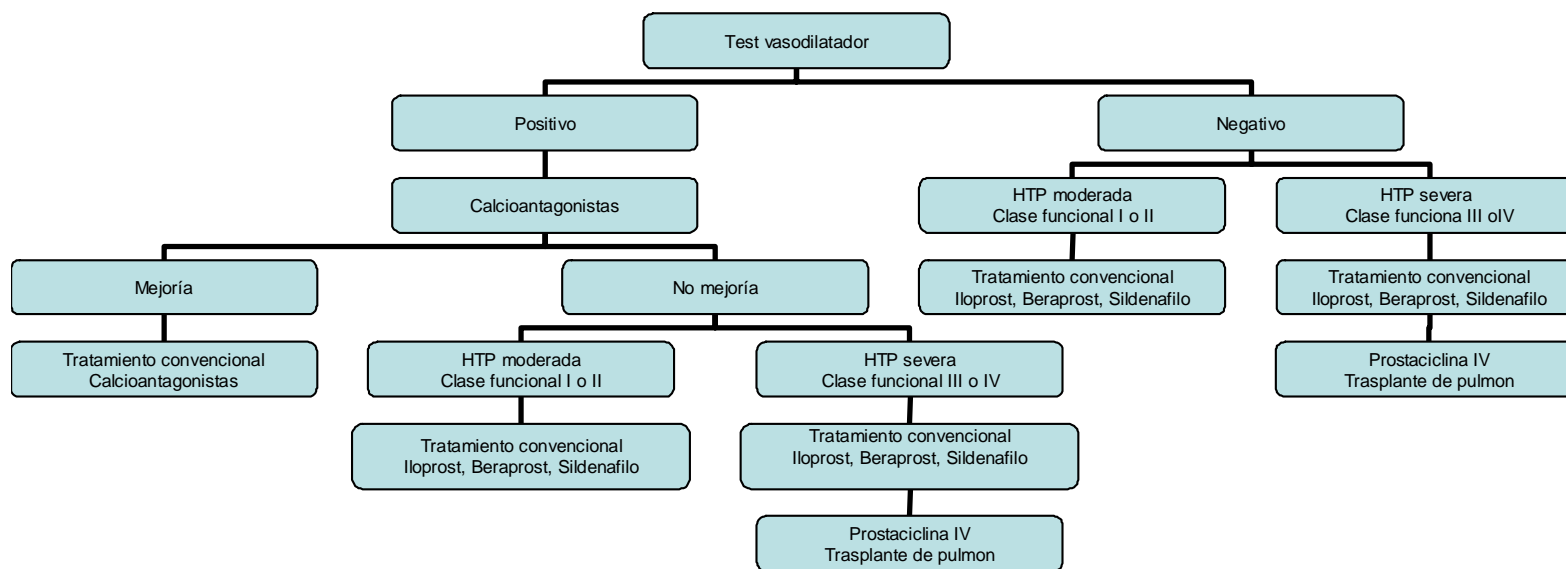 Test vasodilatador
Positivo
Negativo
Calcioantagonistas
HTP moderada
Clase funcional I o II
HTP severa
Clase funciona III oIV
Mejoría
No mejoría
Tratamiento convencional
Iloprost, Beraprost, Sildenafilo
Tratamiento convencional
Iloprost, Beraprost, Sildenafilo
Tratamiento convencional
Calcioantagonistas
HTP moderada
Clase funcional I o II
HTP severa
Clase funcional III o IV
Prostaciclina IV
Trasplante de pulmon
Tratamiento convencional
Iloprost, Beraprost, Sildenafilo
Tratamiento convencional
Iloprost, Beraprost, Sildenafilo
Prostaciclina IV
Trasplante de pulmon